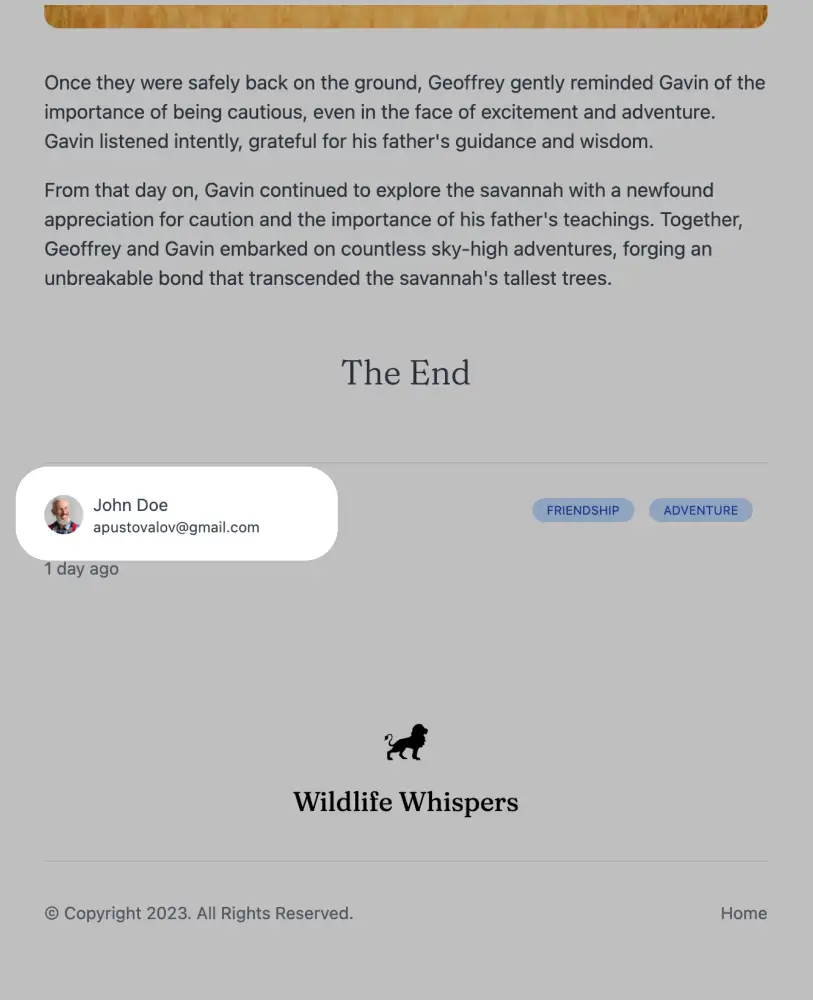 Once they were safely back on the ground, Geoffrey gently reminded Gavin of the
importance of being cautious, even in the face of excitement and adventure.
Gavin listened intently, grateful for his father's guidance and wisdom.
From that day on, Gavin continued to explore the savannah with a newfound
appreciation for caution and the importance of his father's teachings. Together,
Geoffrey and Gavin embarked on countless sky-high adventures, forging an
unbreakable bond that transcended the savannah's tallest trees.
The End
John Doe
apustovalov@gmail.com
FRIENDSHIP ADVENTURE
1 day ago
Wildlife Whispers
© Copyright 2023. All Rights Reserved. Home